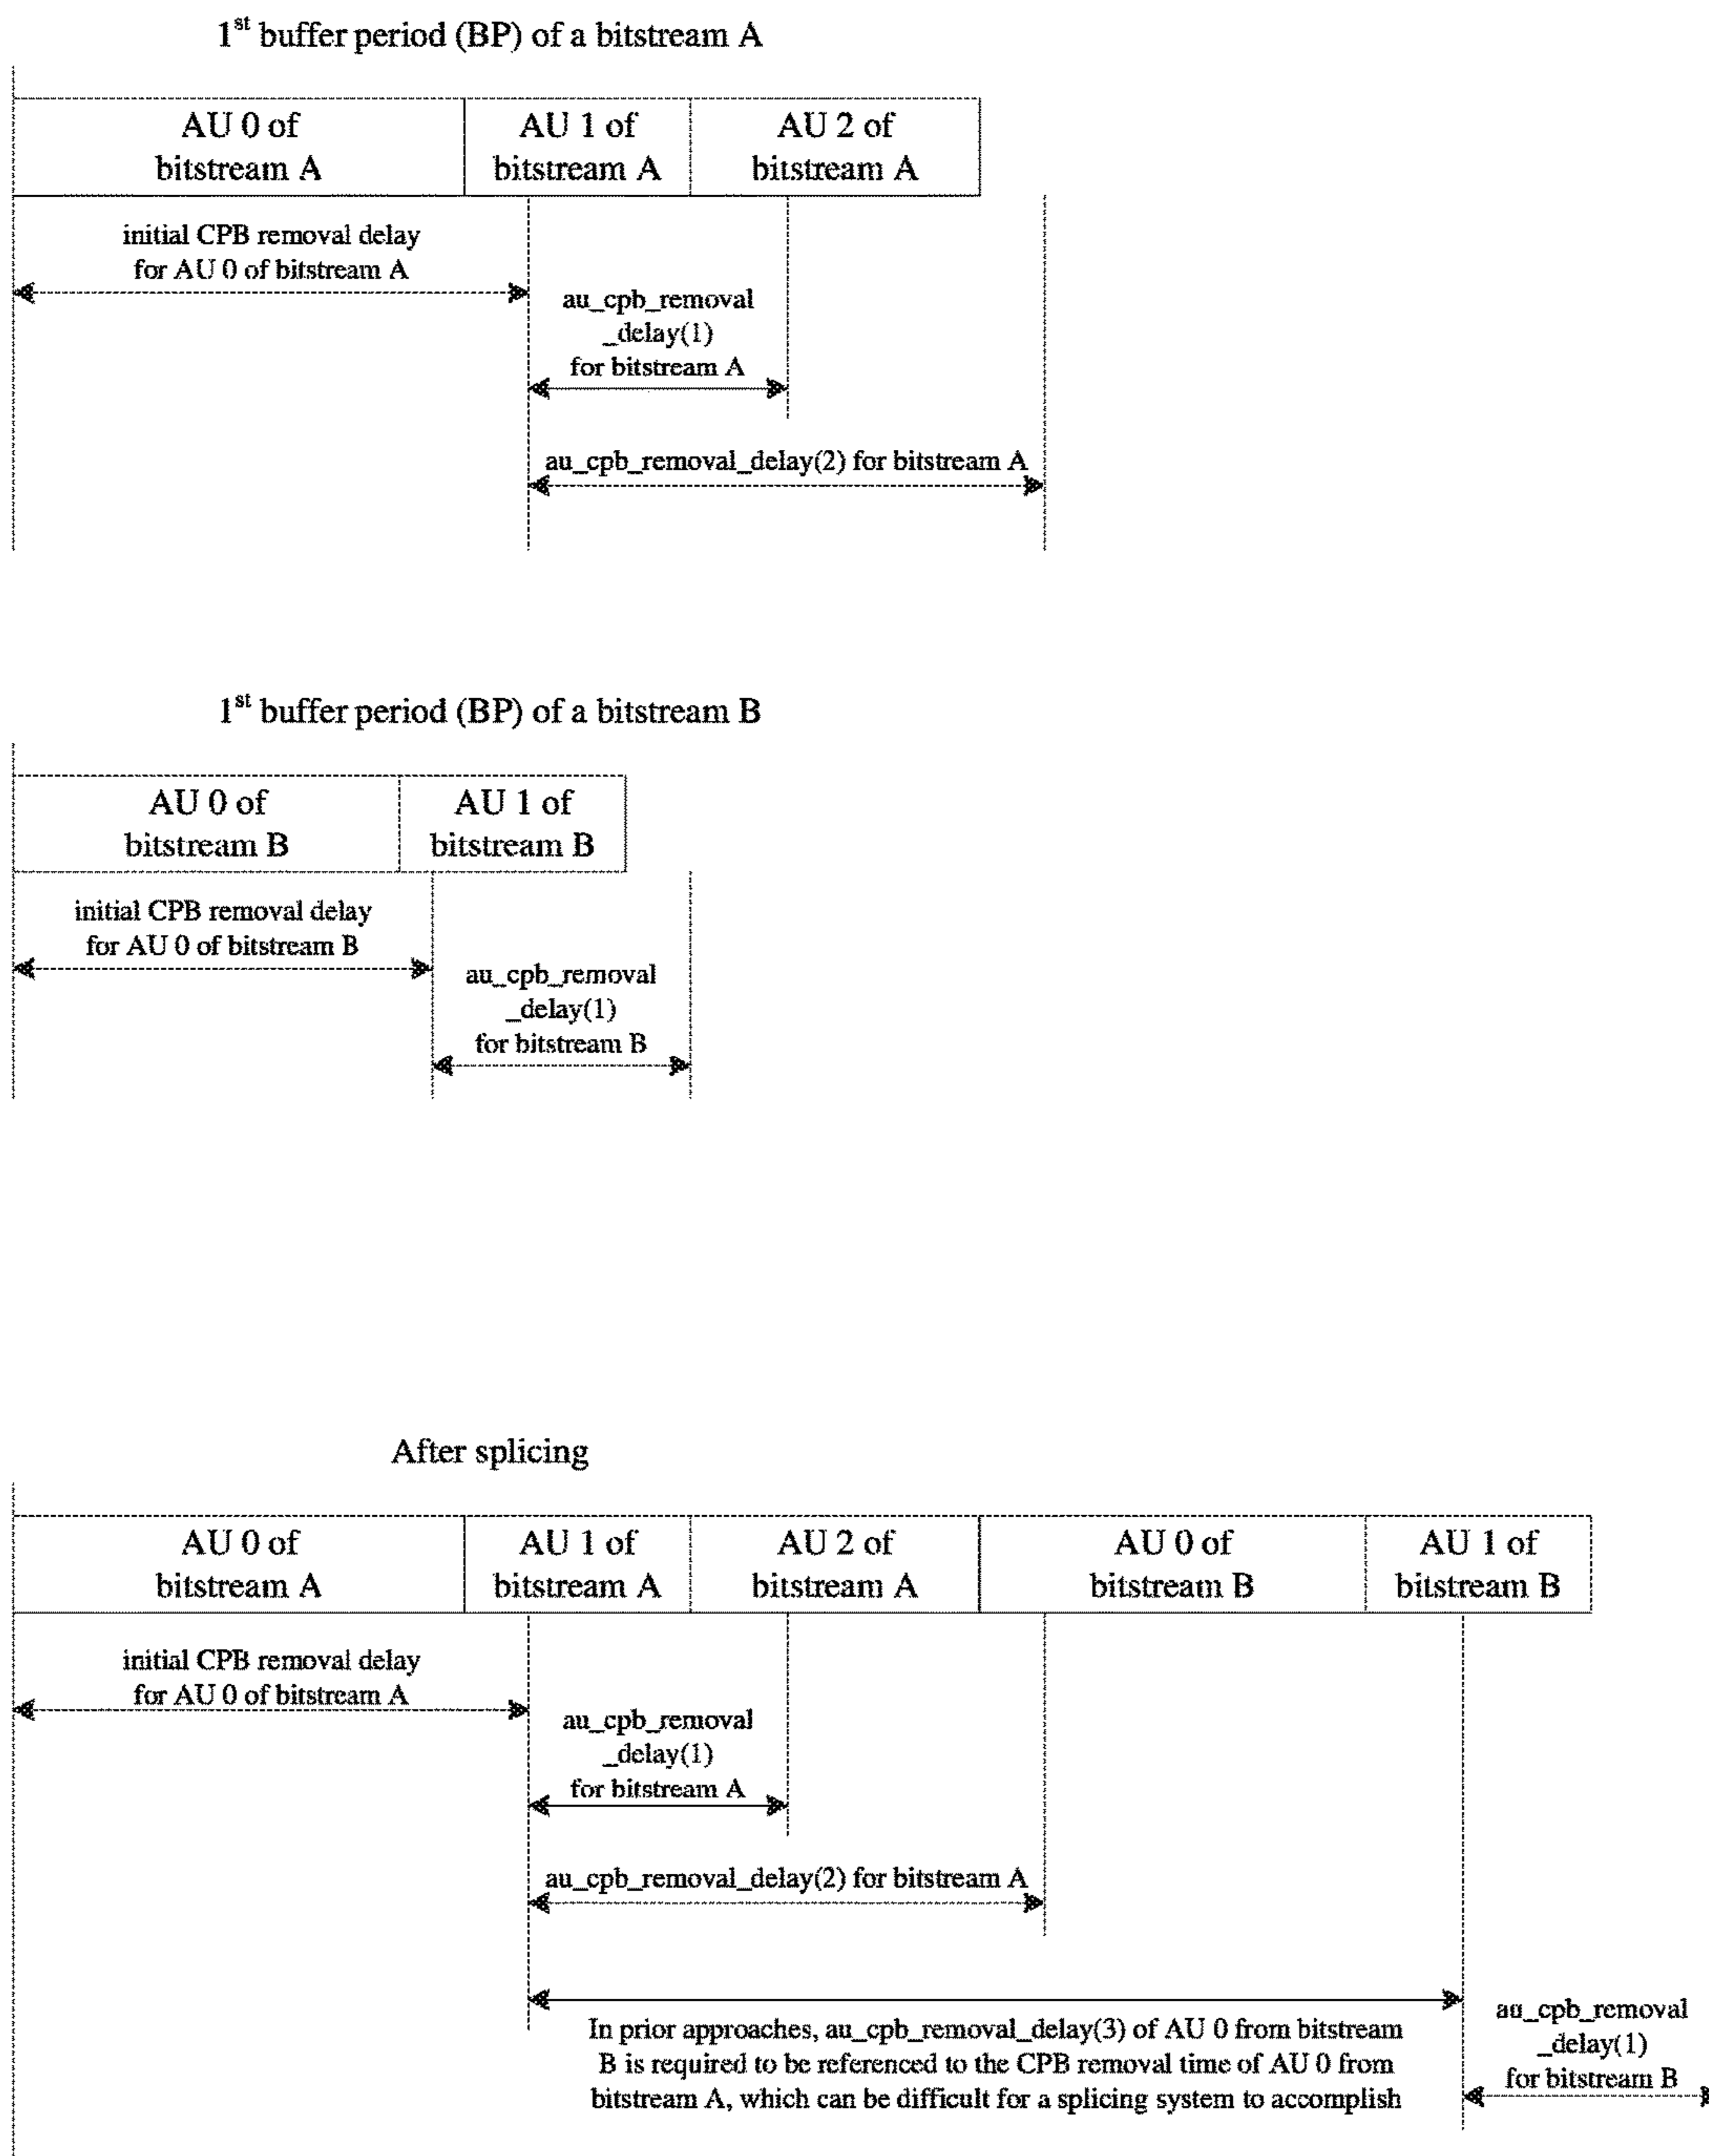 1st buffer period (BP) of a bitstream A
AU 0 of
bitstream A
AU 1 of
bitstream A
AU 2 of
bitstream A
initial CPB removal delay
for AU 0 of bitstream A
au_cpb_removal
_delay(1)
for bitstream A
au_cpb_removal_delay(2) for bitstream A
1st buffer period (BP) of a bitstream B
AU 0 of
bitstream B
AU 1 of
bitstream B
initial CPB removal delay
for AU 0 of bitstream B
au_cpb_removal
_delay(1)
for bitstream B
After splicing
AU 0 of
bitstream A
AU 1 of
bitstream A
AU 2 of
bitstream A
AU 0 of
bitstream B
AU 1 of
bitstream B
initial CPB removal delay
for AU 0 of bitstream A
au_cpb_removal
_delay(1)
for bitstream A
au_cpb_removal_delay(2) for bitstream A
In prior approaches, au_cpb_removal_delay(3) of AU 0 from bitstream
B is required to be referenced to the CPB removal time of AU 0 from
bitstream A, which can be difficult for a splicing system to accomplish
au_cpb_removal
_delay(1)
for bitstream B